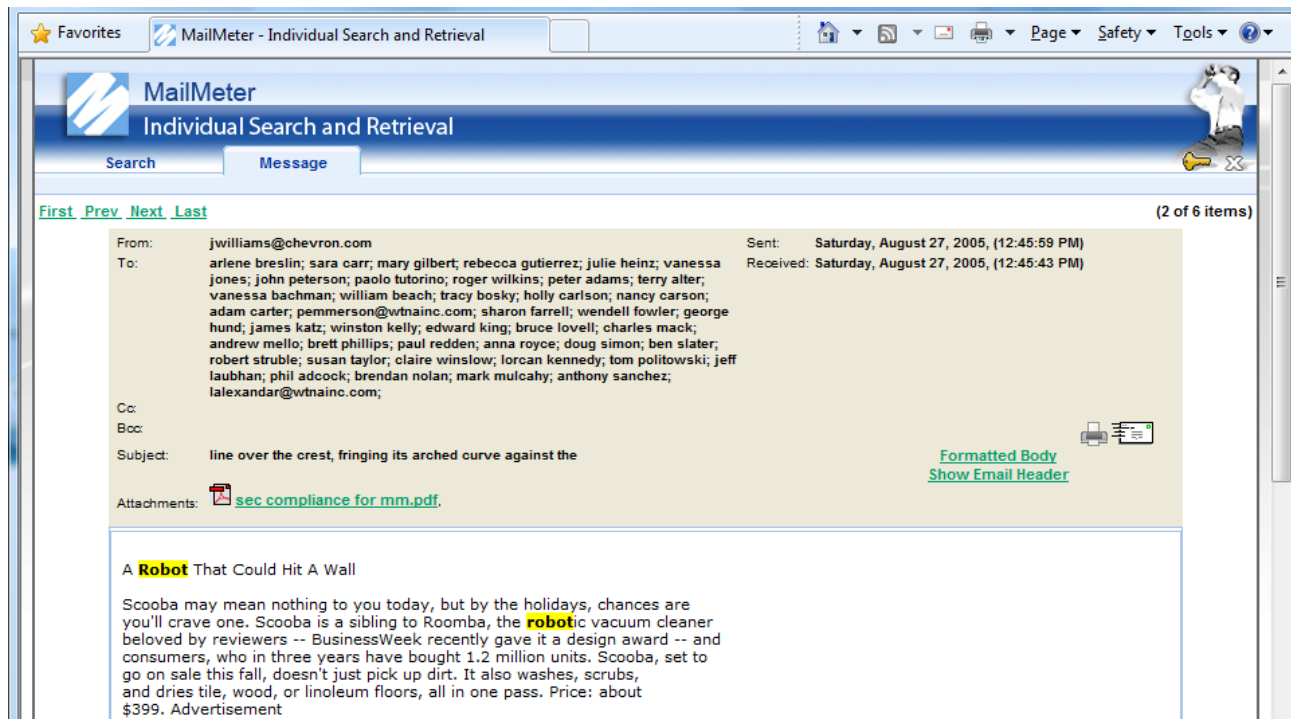 Favorites MailMeter - Individual Search and Retrieval Page Safety Tools
MailMeter
Individual Search and Retrieval
Search Message
First Prev Next Last (2 of 6 items)
From: jwilliams@chevron.com Sent: Saturday, August 27, 2005, (12:45:59 PM)
To: arlene breslin; sara carr; mary gilbert; rebecca gutierrez; julie heinz; vanessa Received: Saturday, August 27, 2005, (12:45:43 PM)
jones; john peterson; paolo tutorino; roger wilkins; peter adams; terry alter;
vanessa bachman; william beach; tracy bosky; holly carlson; nancy carson;
adam carter; pemmerson@wtnainc.com; sharon farrell; wendell fowler; george
hund; james katz; winston kelly; edward king; bruce lovell; charles mack;
andrew mello; brett phillips; paul redden; anna royce; doug simon; ben slater;
robert struble; susan taylor; claire winslow; lorcan kennedy; tom politowski; jeff
laubhan; phil adcock; brendan nolan; mark mulcahy; anthony sanchez;
lalexandar@wtnainc.com;
Cc:
Bcc:
Subject: line over the crest, fringing its arched curve against the Formatted Body
Show Email Header
Attachments: sec compliance for mm.pdf.
A Robot That Could Hit A Wall
Scooba may mean nothing to you today, but by the holidays, chances are
you'll crave one. Scooba is a sibling to Roomba, the robotic vacuum cleaner
beloved by reviewers -- BusinessWeek recently gave it a design award -- and
consumers, who in three years have bought 1.2 million units. Scooba, set to
go on sale this fall, doesn't just pick up dirt. It also washes, scrubs,
and dries tile, wood, or linoleum floors, all in one pass. Price: about
$399. Advertisement